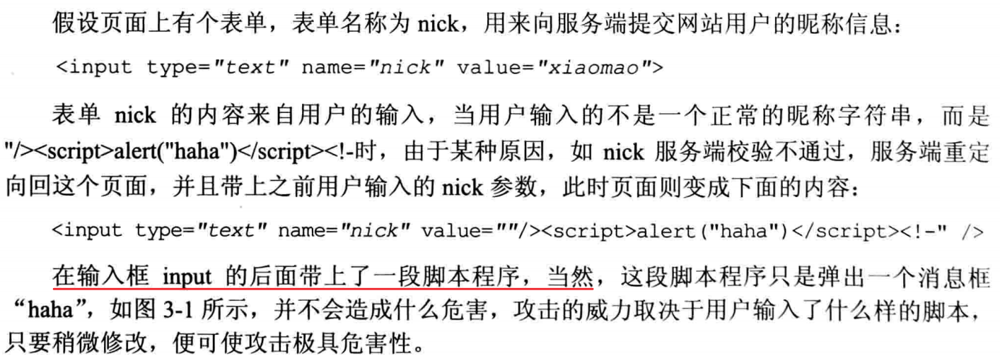 假设页面上有个表单，表单名称为 nick，用来向服务端提交网站用户的昵称信息：
<input type="text" name="nick" value="xiaomao">
表单 nick 的内容来自用户的输入，当用户输入的不是一个正常的昵称字符串，而是
"/><script>alert("haha")</script><!-时，由于某种原因，如 nick 服务端校验不通过，服务端重定
向回这个页面，并且带上之前用户输入的 nick 参数，此时页面则变成下面的内容：
<input type="text" name="nick" value=""/><script>alert("haha")</script><!-" />
在输入框 input 的后面带上了一段脚本程序，当然，这段脚本程序只是弹出一个消息框
“haha”，如图 3-1 所示，并不会造成什么危害，攻击的威力取决于用户输入了什么样的脚本，
只要稍微修改，便可使攻击极具危害性。